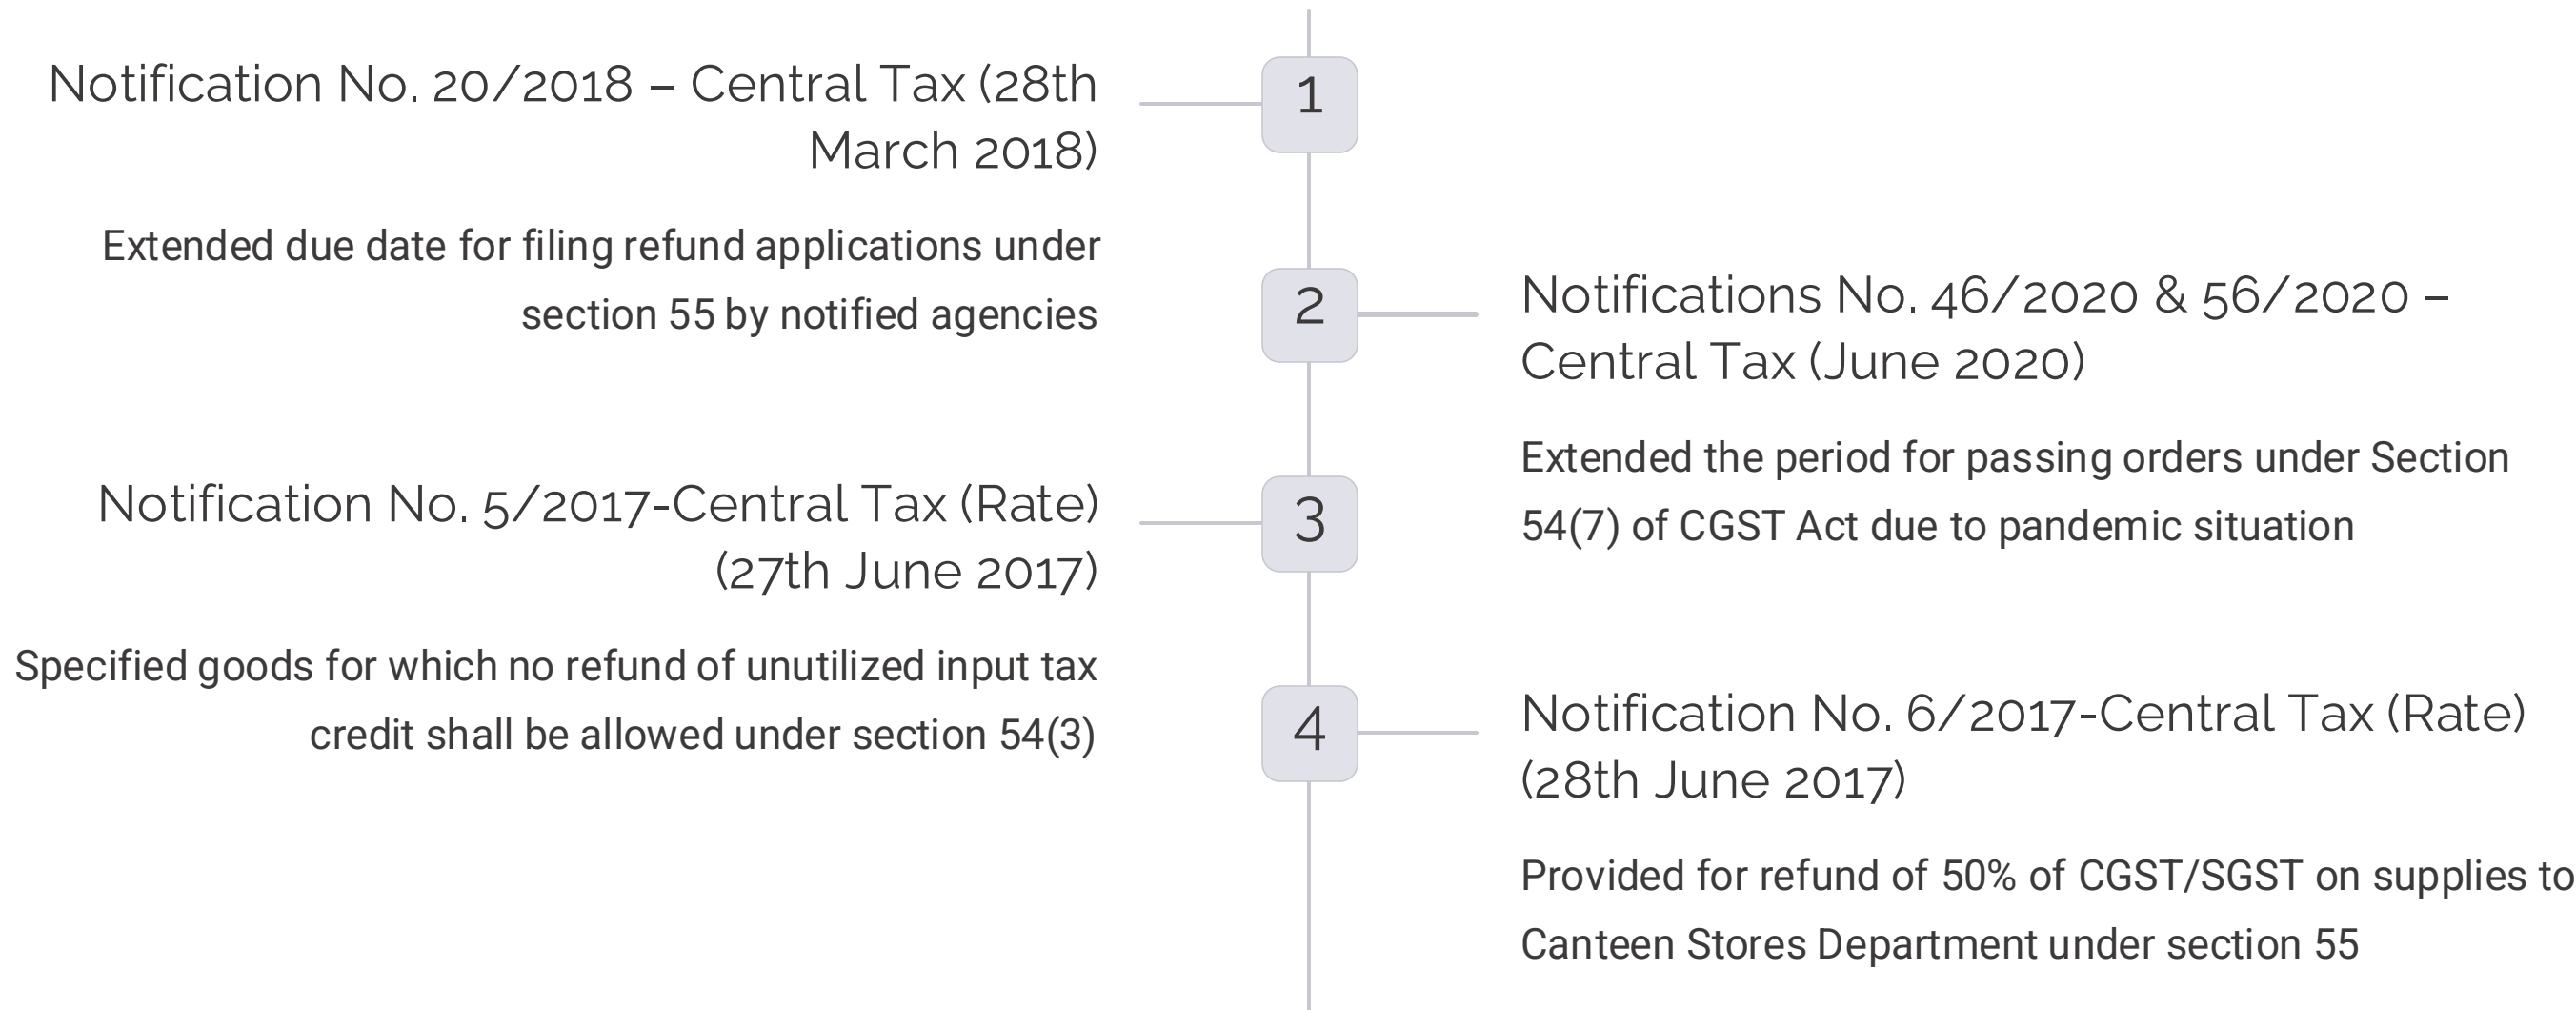 1
Notification No. 20/2018 – Central Tax (28th
March 2018)
Extended due date for filing refund applications under
section 55 by notified agencies
2
Notifications No. 46/2020 & 56/2020 –
Central Tax (June 2020)
Extended the period for passing orders under Section
54(7) of CGST Act due to pandemic situation
3
Notification No. 5/2017-Central Tax (Rate)
(27th June 2017)
Specified goods for which no refund of unutilized input tax
credit shall be allowed under section 54(3)
4
Notification No. 6/2017-Central Tax (Rate)
(28th June 2017)
Provided for refund of 50% of CGST/SGST on supplies to
Canteen Stores Department under section 55